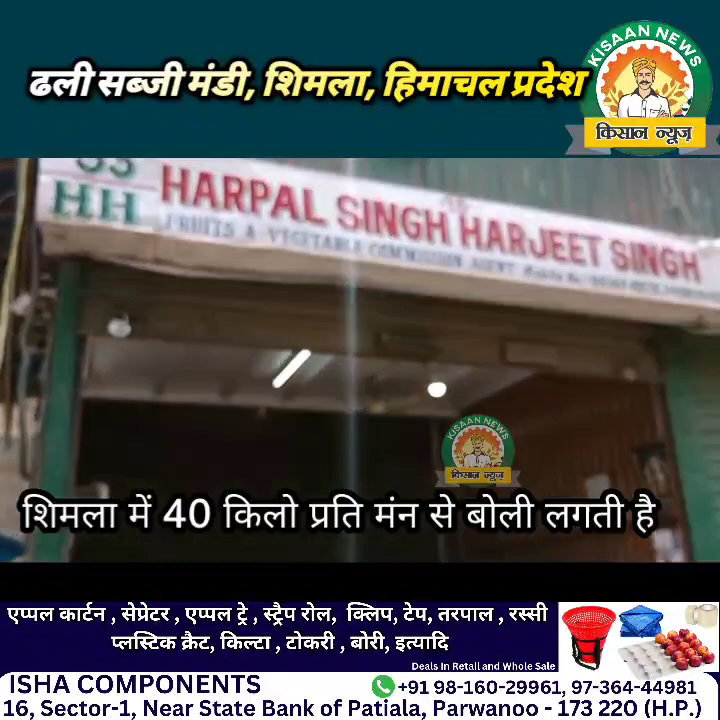 ढली सब्जी मंडी, शिमला, हिमाचल प्रदेश
KISAAN NEWS
किसान न्यूज़
33
HH HARPAL SINGH HARJEET SINGH
FRUITS & VEGETABLE COMMISSION AGENT
KISAAN NEWS
किसान न्यूज़
शिमला में 40 किलो प्रति मंन से बोली लगती है
एप्पल कार्टन , सेप्रेटर , एप्पल ट्रे , स्ट्रैप रोल, क्लिप, टेप, तरपाल , रस्सी
प्लस्टिक क्रैट, किल्टा , टोकरी , बोरी, इत्यादि
Deals In Retail and Whole Sale
ISHA COMPONENTS
+91 98-160-29961, 97-364-44981
16, Sector-1, Near State Bank of Patiala, Parwanoo - 173 220 (H.P.)